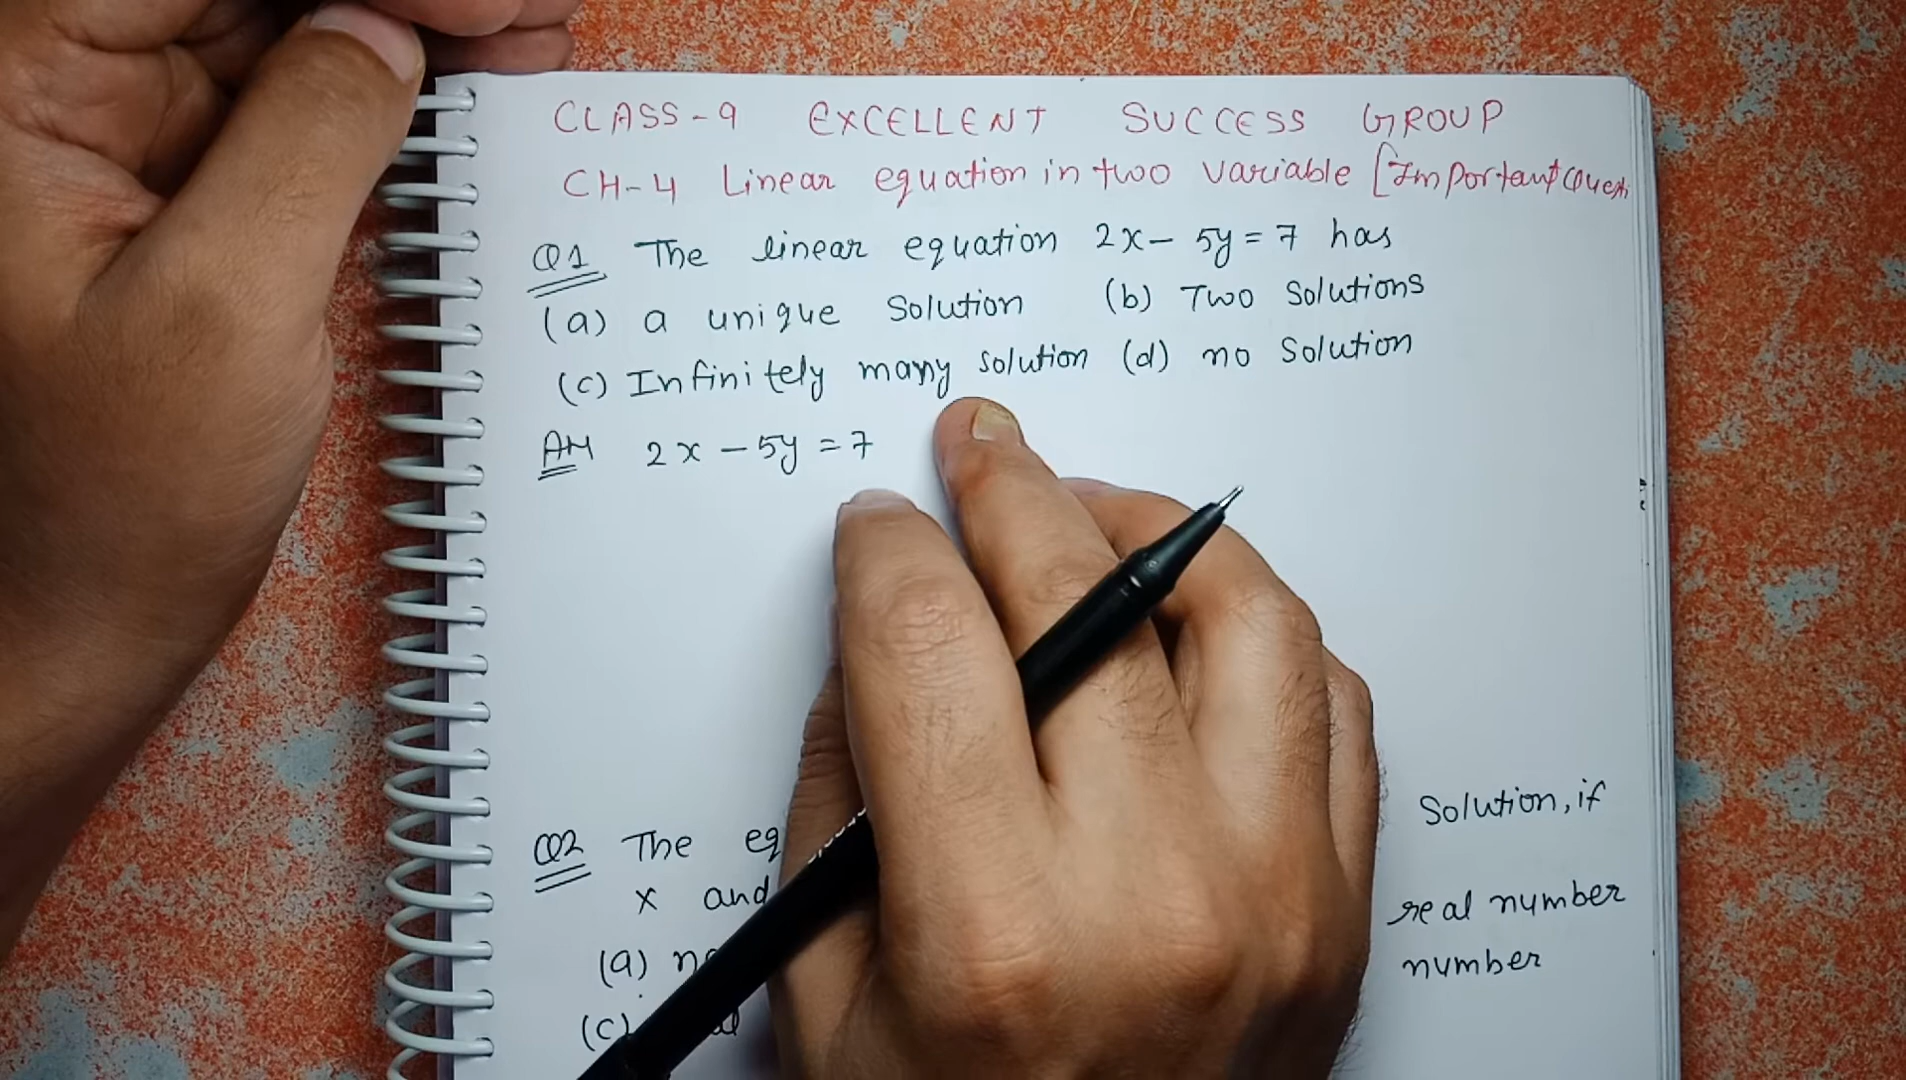 CLASS-9 EXCELLENT SUCCESS GROUP
CH-4 Linear equation in two variable [Important
Q1 The linear equation 2x - 5y = 7 has
(a) a unique Solution (b) Two Solutions
(c) Infinitely many solution (d) no Solution
2x - 5y = 7
Q2 The eq Solution, if
x and real number
(a) number
(c)